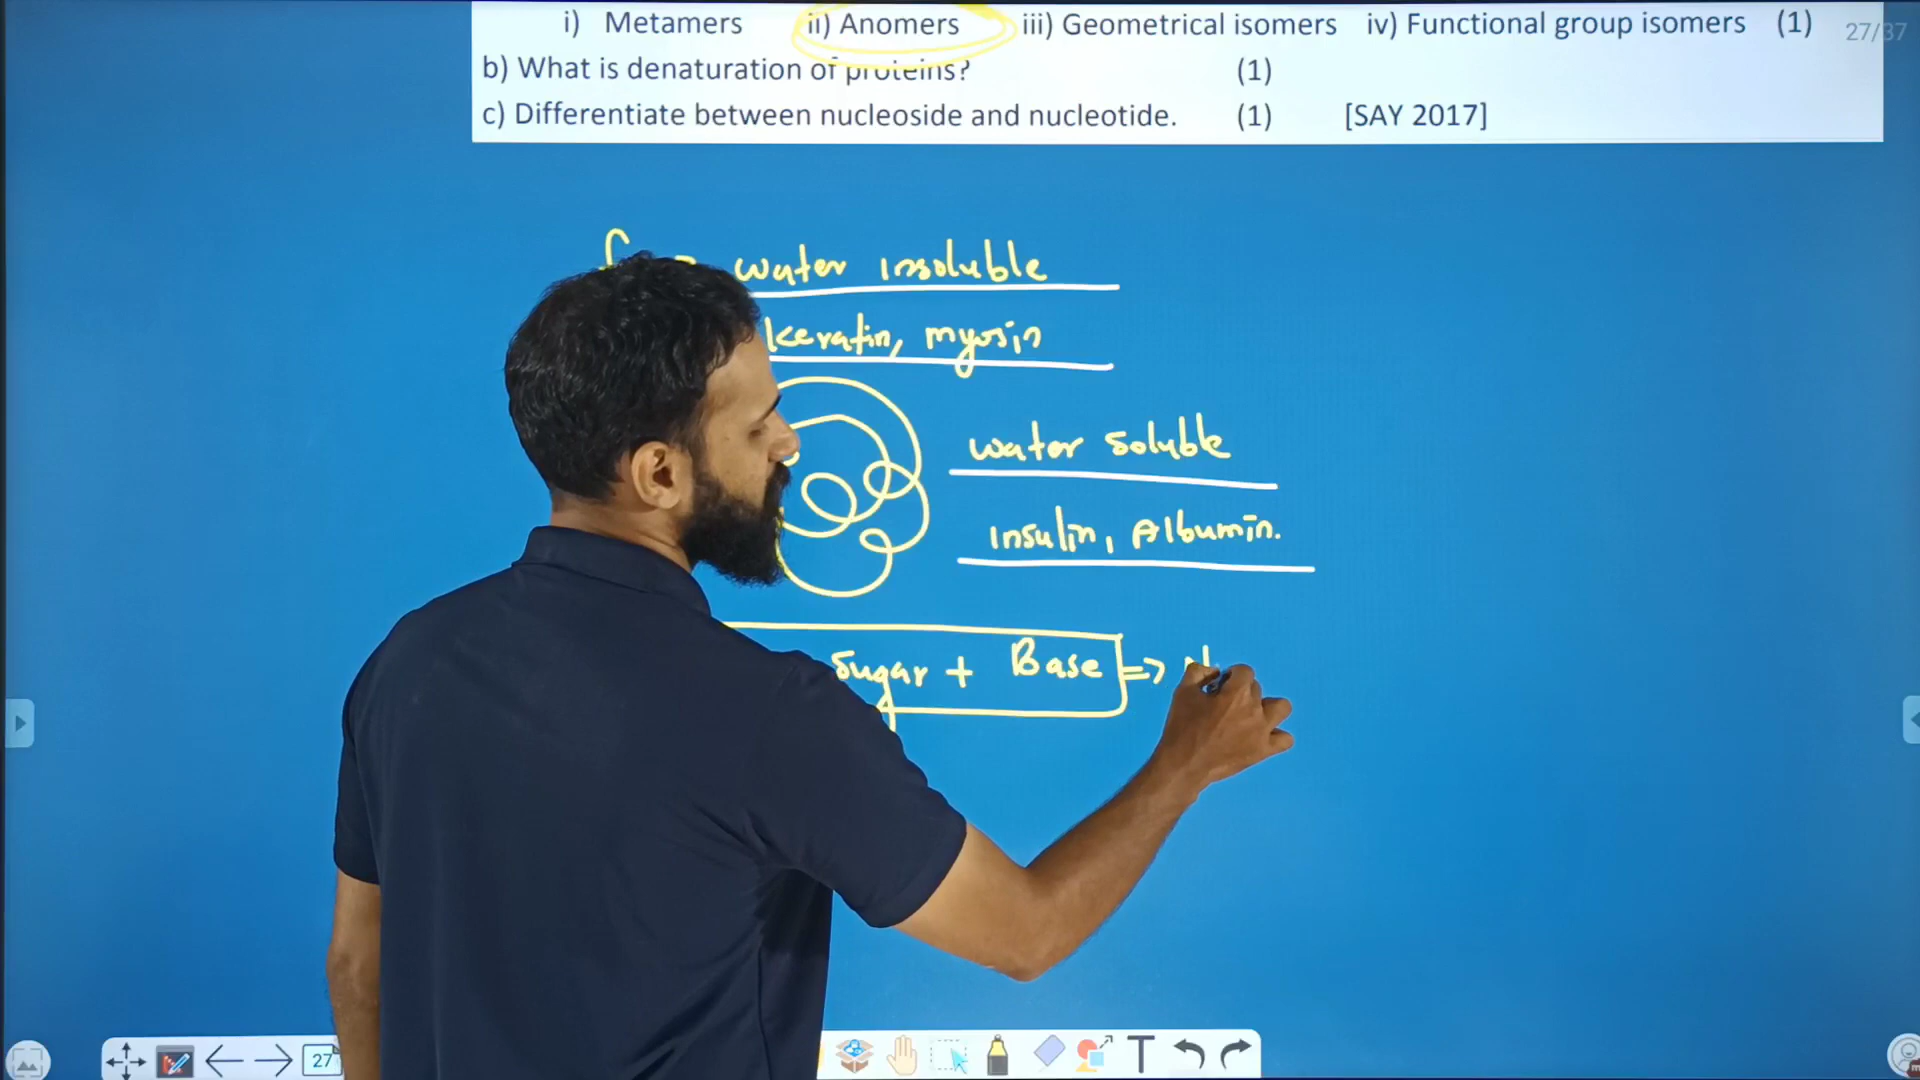 i) Metamers ii) Anomers iii) Geometrical isomers iv) Functional group isomers (1) 27/37
b) What is denaturation of proteins? (1)
c) Differentiate between nucleoside and nucleotide. (1) [SAY 2017]
water insoluble
keratin, myosin
water soluble
insulin, Albumin.
Sugar + Base => N
27
T